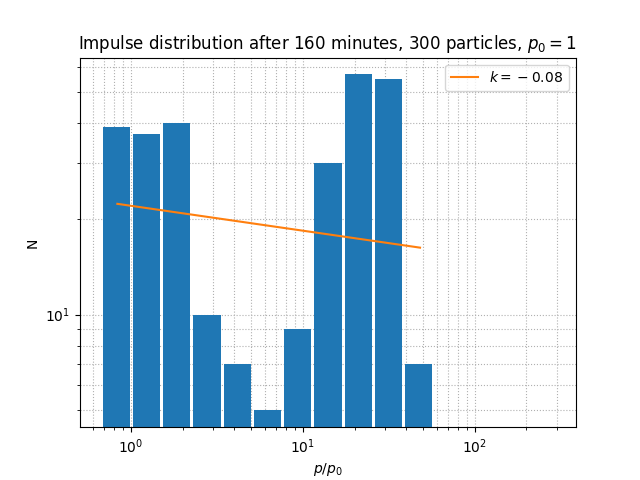 Impulse distribution after 160 minutes, 300 particles, p₀ = 1
k = −0.08
N
10¹
10⁰ 10¹ 10²
p/p₀